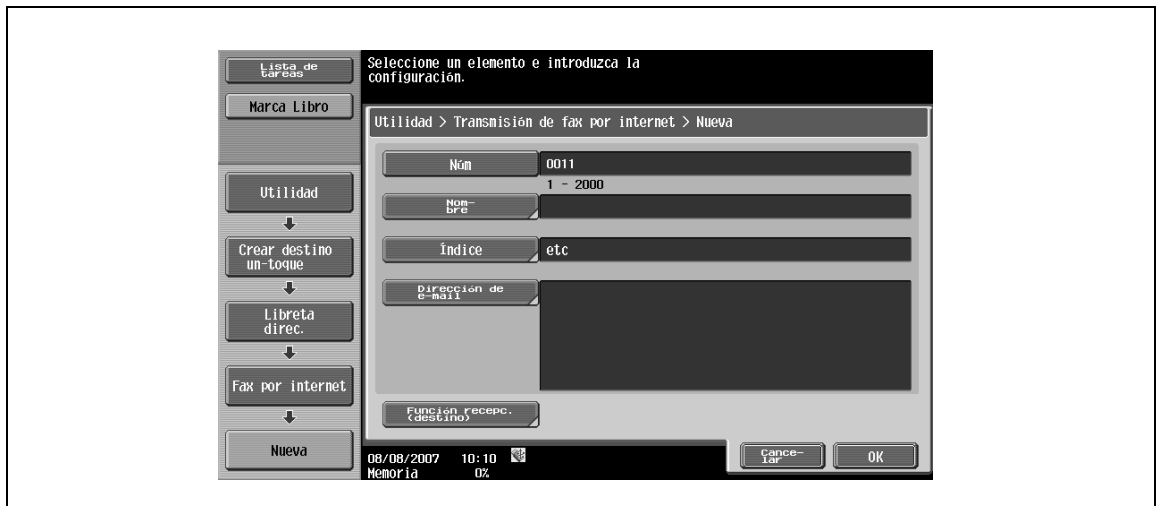 Lista de
tareas
Marca Libro
Utilidad
Crear destino
un-toque
Libreta
direc.
Fax por internet
Nueva
Seleccione un elemento e introduzca la
configuración.
Utilidad > Transmisión de fax por internet > Nueva
Núm
0011
1 - 2000
Nom-
bre
Índice
etc
Dirección de
e-mail
Función recepc.
(destino)
08/08/2007 10:10
Memoria 0%
Cance-
lar
OK